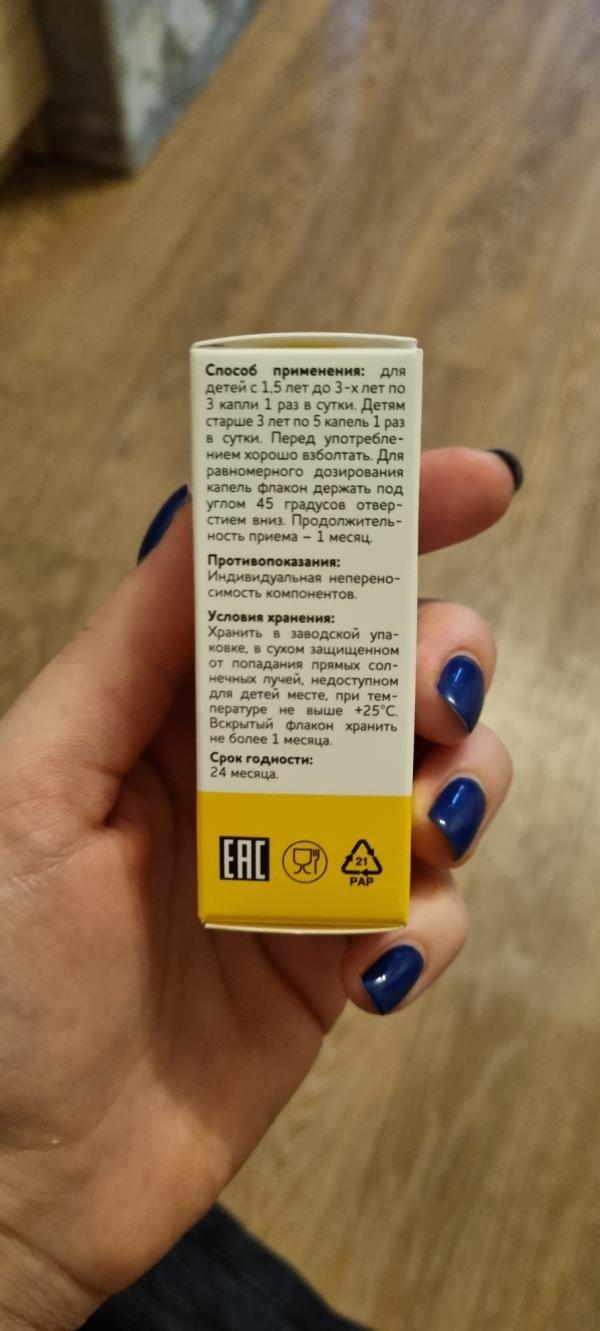 Способ применения: для
детей с 1,5 лет до 3-х лет по
3 капли 1 раз в сутки. Детям
старше 3 лет по 5 капель 1 раз
в сутки. Перед употребле-
нием хорошо взболтать. Для
равномерного дозирования
капель флакон держать под
углом 45 градусов отвер-
стием вниз. Продолжитель-
ность приема – 1 месяц.
Противопоказания:
Индивидуальная неперено-
симость компонентов.
Условия хранения:
Хранить в заводской упа-
ковке, в сухом защищенном
от попадания прямых сол-
нечных лучей, недоступном
для детей месте, при тем-
пературе не выше +25°С.
Вскрытый флакон хранить
не более 1 месяца.
Срок годности:
24 месяца.
ЕАС
21
PAP